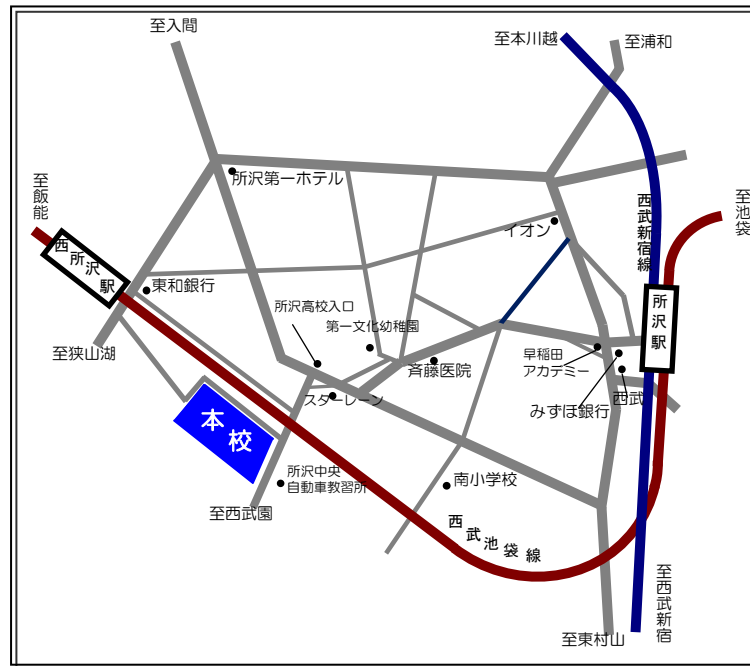 至入間
至本川越
至浦和
至飯能
所沢第一ホテル
西武新宿線
至池袋
イオン
西所沢駅
東和銀行
所沢高校入口
第一文化幼稚園
所沢駅
至狭山湖
斉藤医院
早稲田
アカデミー
スターレーン
西武
みずほ銀行
本校
所沢中央
自動車教習所
南小学校
至西武園
西武池袋線
至西武新宿
至東村山